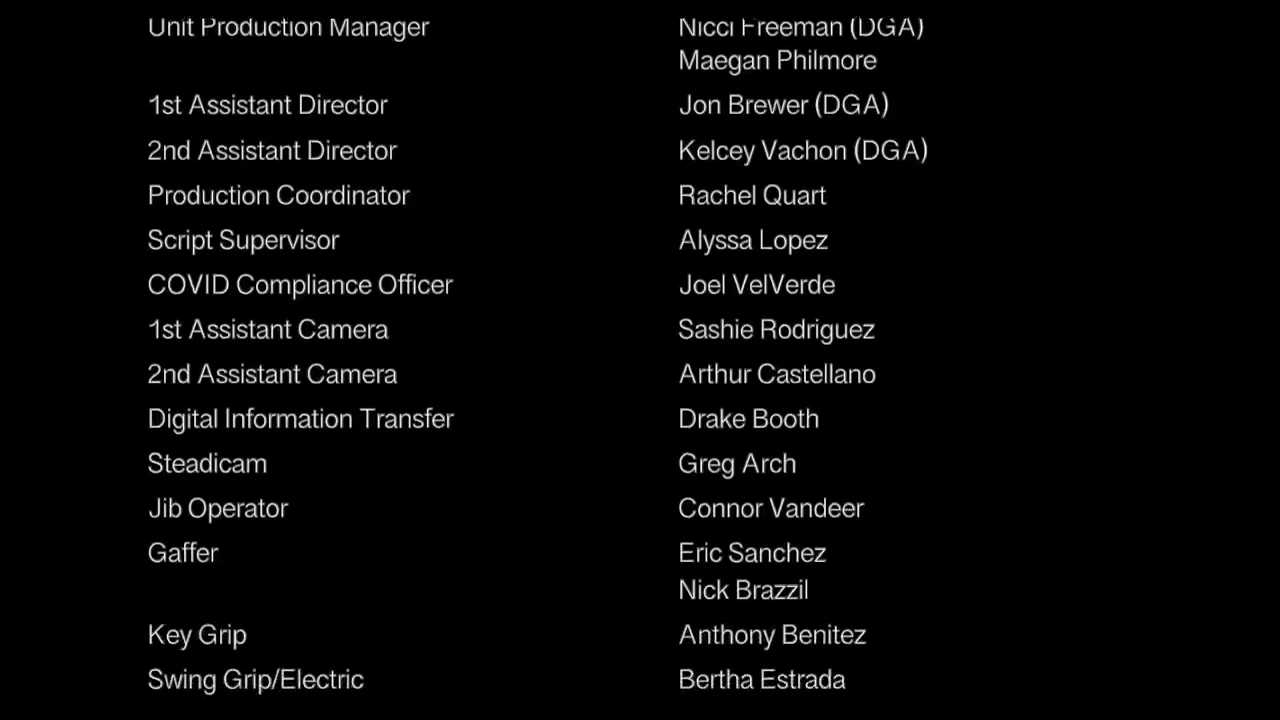 Unit Production Manager Nicci Freeman (DGA)
Maegan Philmore
1st Assistant Director Jon Brewer (DGA)
2nd Assistant Director Kelcey Vachon (DGA)
Production Coordinator Rachel Quart
Script Supervisor Alyssa Lopez
COVID Compliance Officer Joel VelVerde
1st Assistant Camera Sashie Rodriguez
2nd Assistant Camera Arthur Castellano
Digital Information Transfer Drake Booth
Steadicam Greg Arch
Jib Operator Connor Vandeer
Gaffer Eric Sanchez
Nick Brazzil
Key Grip Anthony Benitez
Swing Grip/Electric Bertha Estrada